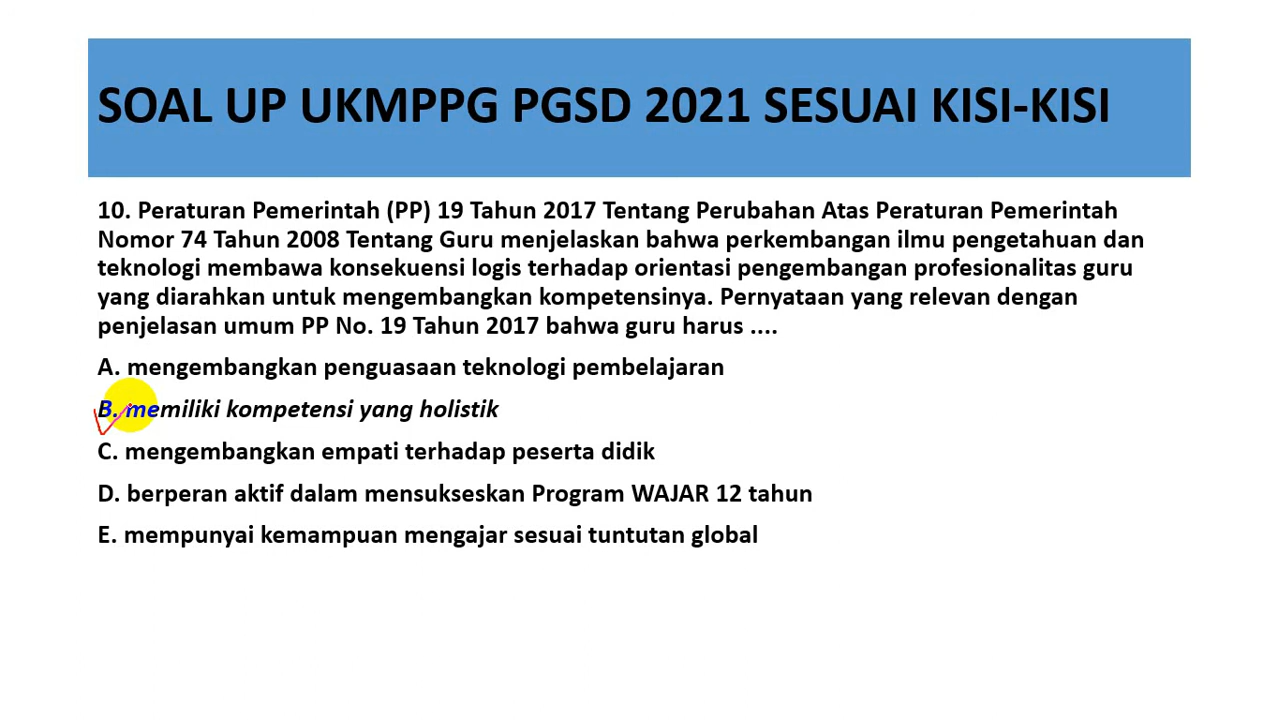 SOAL UP UKMPPG PGSD 2021 SESUAI KISI-KISI
10. Peraturan Pemerintah (PP) 19 Tahun 2017 Tentang Perubahan Atas Peraturan Pemerintah
Nomor 74 Tahun 2008 Tentang Guru menjelaskan bahwa perkembangan ilmu pengetahuan dan
teknologi membawa konsekuensi logis terhadap orientasi pengembangan profesionalitas guru
yang diarahkan untuk mengembangkan kompetensinya. Pernyataan yang relevan dengan
penjelasan umum PP No. 19 Tahun 2017 bahwa guru harus ....
A. mengembangkan penguasaan teknologi pembelajaran
B. memiliki kompetensi yang holistik
C. mengembangkan empati terhadap peserta didik
D. berperan aktif dalam mensukseskan Program WAJAR 12 tahun
E. mempunyai kemampuan mengajar sesuai tuntutan global